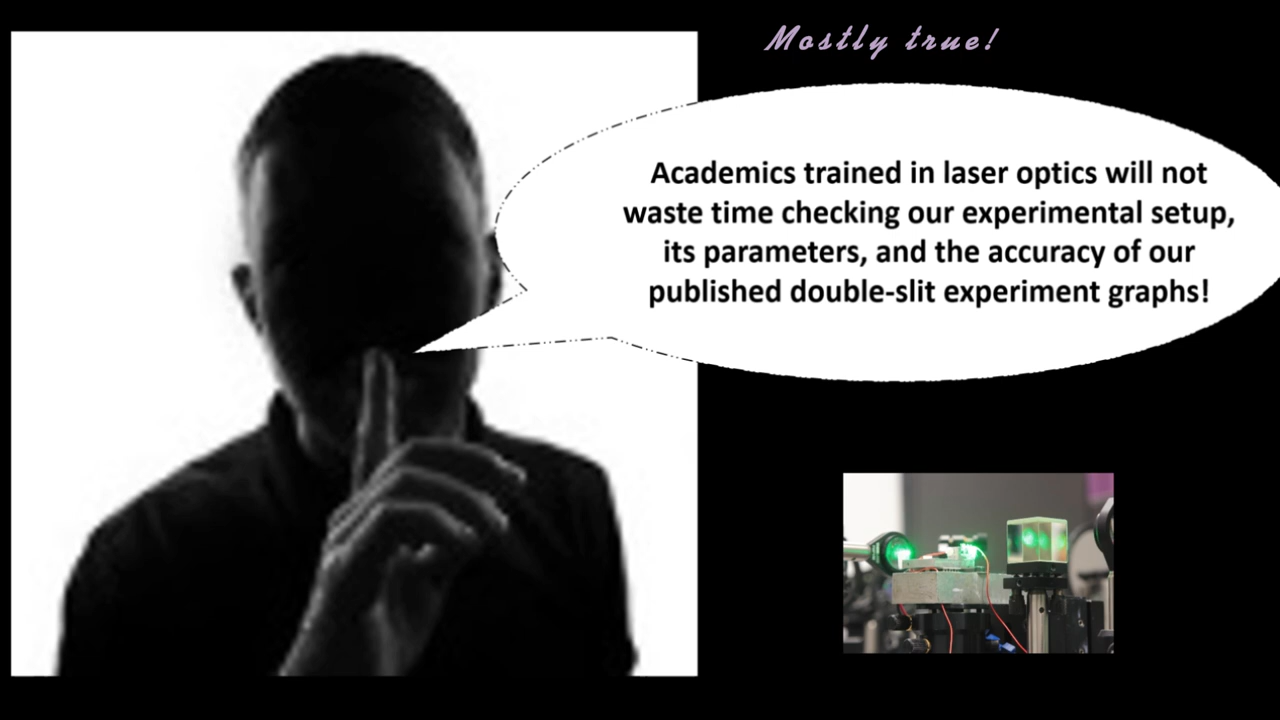 Mostly true!
Academics trained in laser optics will not
waste time checking our experimental setup,
its parameters, and the accuracy of our
published double-slit experiment graphs!